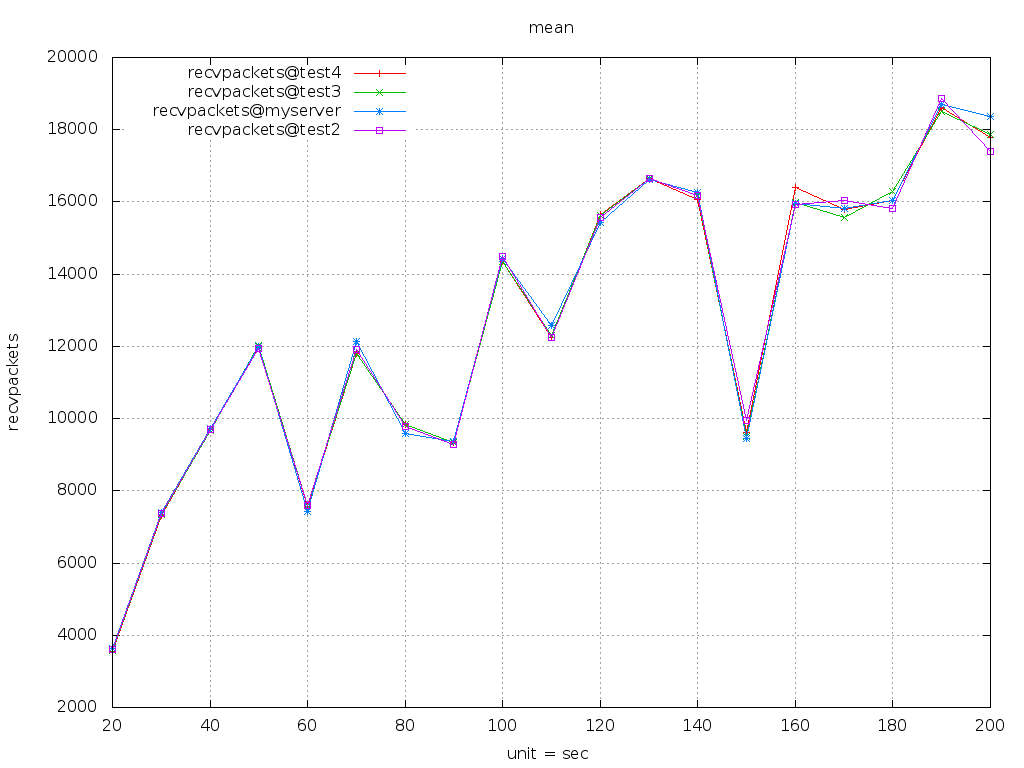 mean
20000
18000
16000
14000
12000
10000
8000
6000
4000
2000
recvpackets
recvpackets@test4
recvpackets@test3
recvpackets@myserver
recvpackets@test2
20 40 60 80 100 120 140 160 180 200
unit = sec